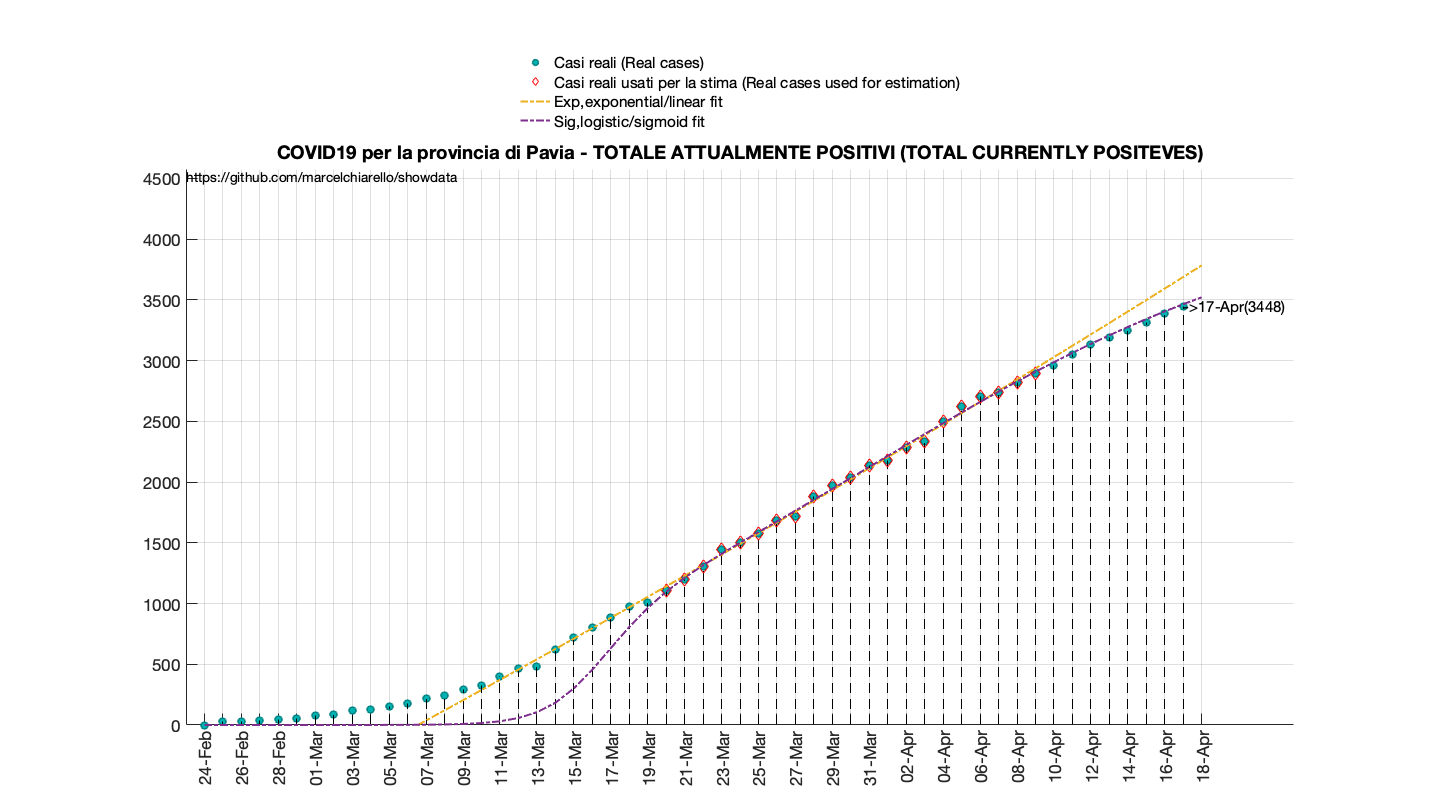 Casi reali (Real cases)
Casi reali usati per la stima (Real cases used for estimation)
Exp,exponential/linear fit
Sig,logistic/sigmoid fit
COVID19 per la provincia di Pavia - TOTALE ATTUALMENTE POSITIVI (TOTAL CURRENTLY POSITEVES)
https://github.com/marcelchiarello/showdata
4500
4000
3500
3000
2500
2000
1500
1000
500
0
>17-Apr(3448)
24-Feb
26-Feb
28-Feb
01-Mar
03-Mar
05-Mar
07-Mar
09-Mar
11-Mar
13-Mar
15-Mar
17-Mar
19-Mar
21-Mar
23-Mar
25-Mar
27-Mar
29-Mar
31-Mar
02-Apr
04-Apr
06-Apr
08-Apr
10-Apr
12-Apr
14-Apr
16-Apr
18-Apr